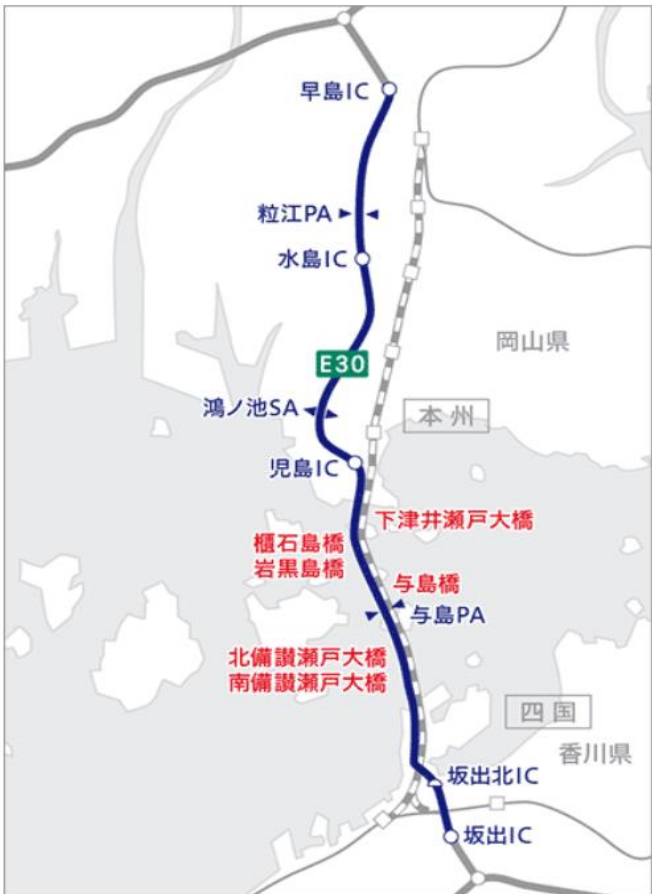 早島IC
粒江PA
水島IC
岡山県
E30
鴻ノ池SA
本州
児島IC
下津井瀬戸大橋
櫃石島橋
岩黒島橋
与島橋
与島PA
北備讃瀬戸大橋
南備讃瀬戸大橋
四国
香川県
坂出北IC
坂出IC